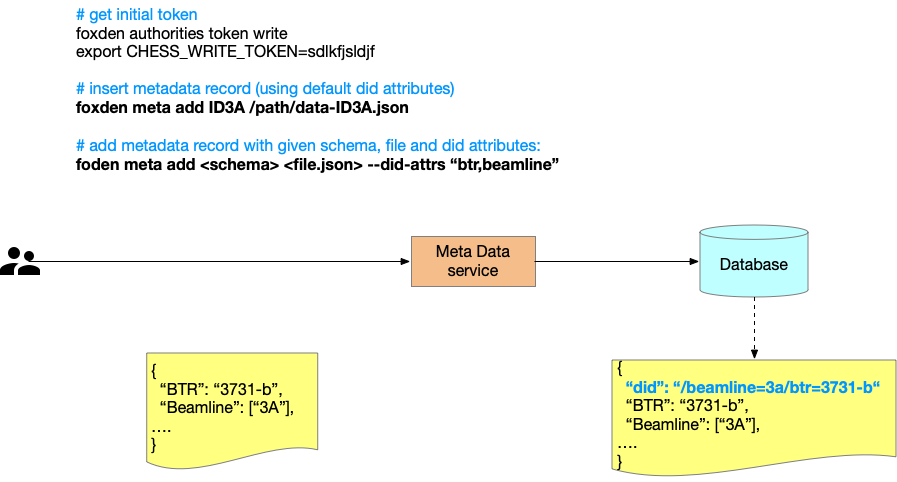 # get initial token
foxden authorities token write
export CHESS_WRITE_TOKEN=sdlkfjsldjf
# insert metadata record (using default did attributes)
foxden meta add ID3A /path/data-ID3A.json
# add metadata record with given schema, file and did attributes:
foden meta add <schema> <file.json> --did-attrs “btr,beamline”
Meta Data
service
Database
{
“BTR”: “3731-b”,
“Beamline”: [“3A”],
....
}
{
“did”: “/beamline=3a/btr=3731-b“
“BTR”: “3731-b”,
“Beamline”: [“3A”],
....
}